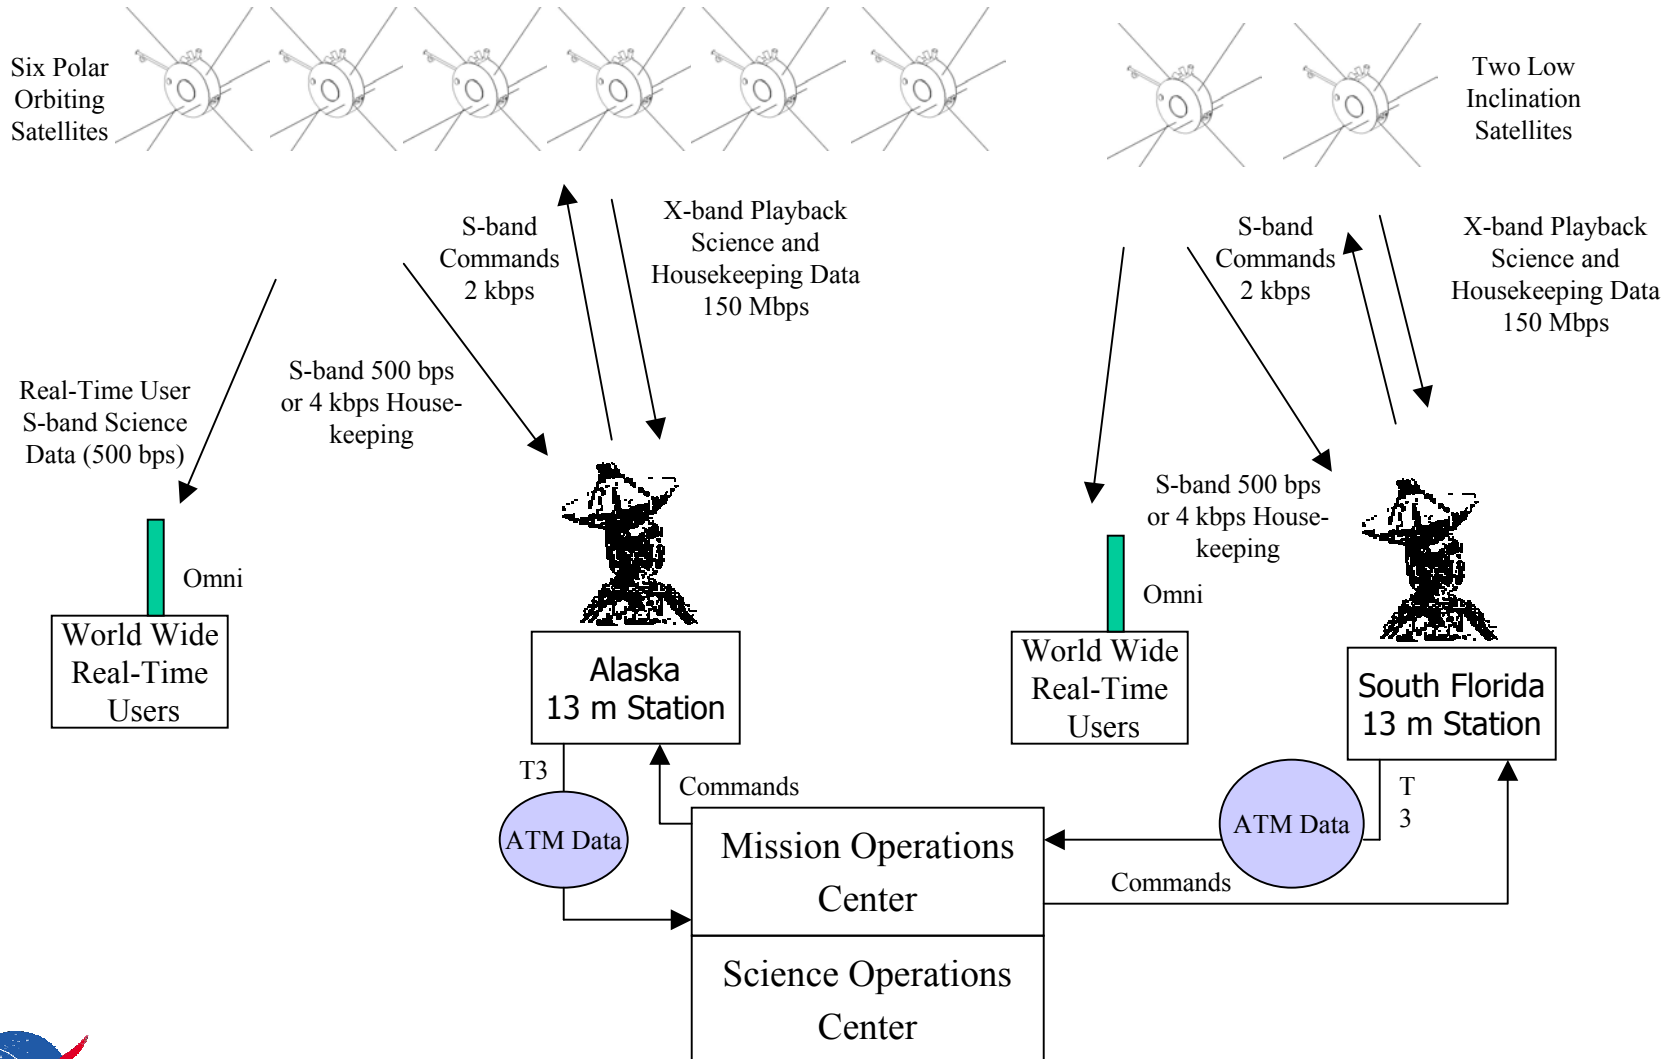 Six Polar
Orbiting
Satellites
Two Low
Inclination
Satellites
S-band
Commands
2 kbps
X-band Playback
Science and
Housekeeping Data
150 Mbps
S-band
Commands
2 kbps
X-band Playback
Science and
Housekeeping Data
150 Mbps
Real-Time User
S-band Science
Data (500 bps)
S-band 500 bps
or 4 kbps House-
keeping
S-band 500 bps
or 4 kbps House-
keeping
Omni
World Wide
Real-Time
Users
Alaska
13 m Station
Omni
World Wide
Real-Time
Users
South Florida
13 m Station
T3
Commands
ATM Data
Mission Operations
Center
Science Operations
Center
ATM Data
T
3
Commands